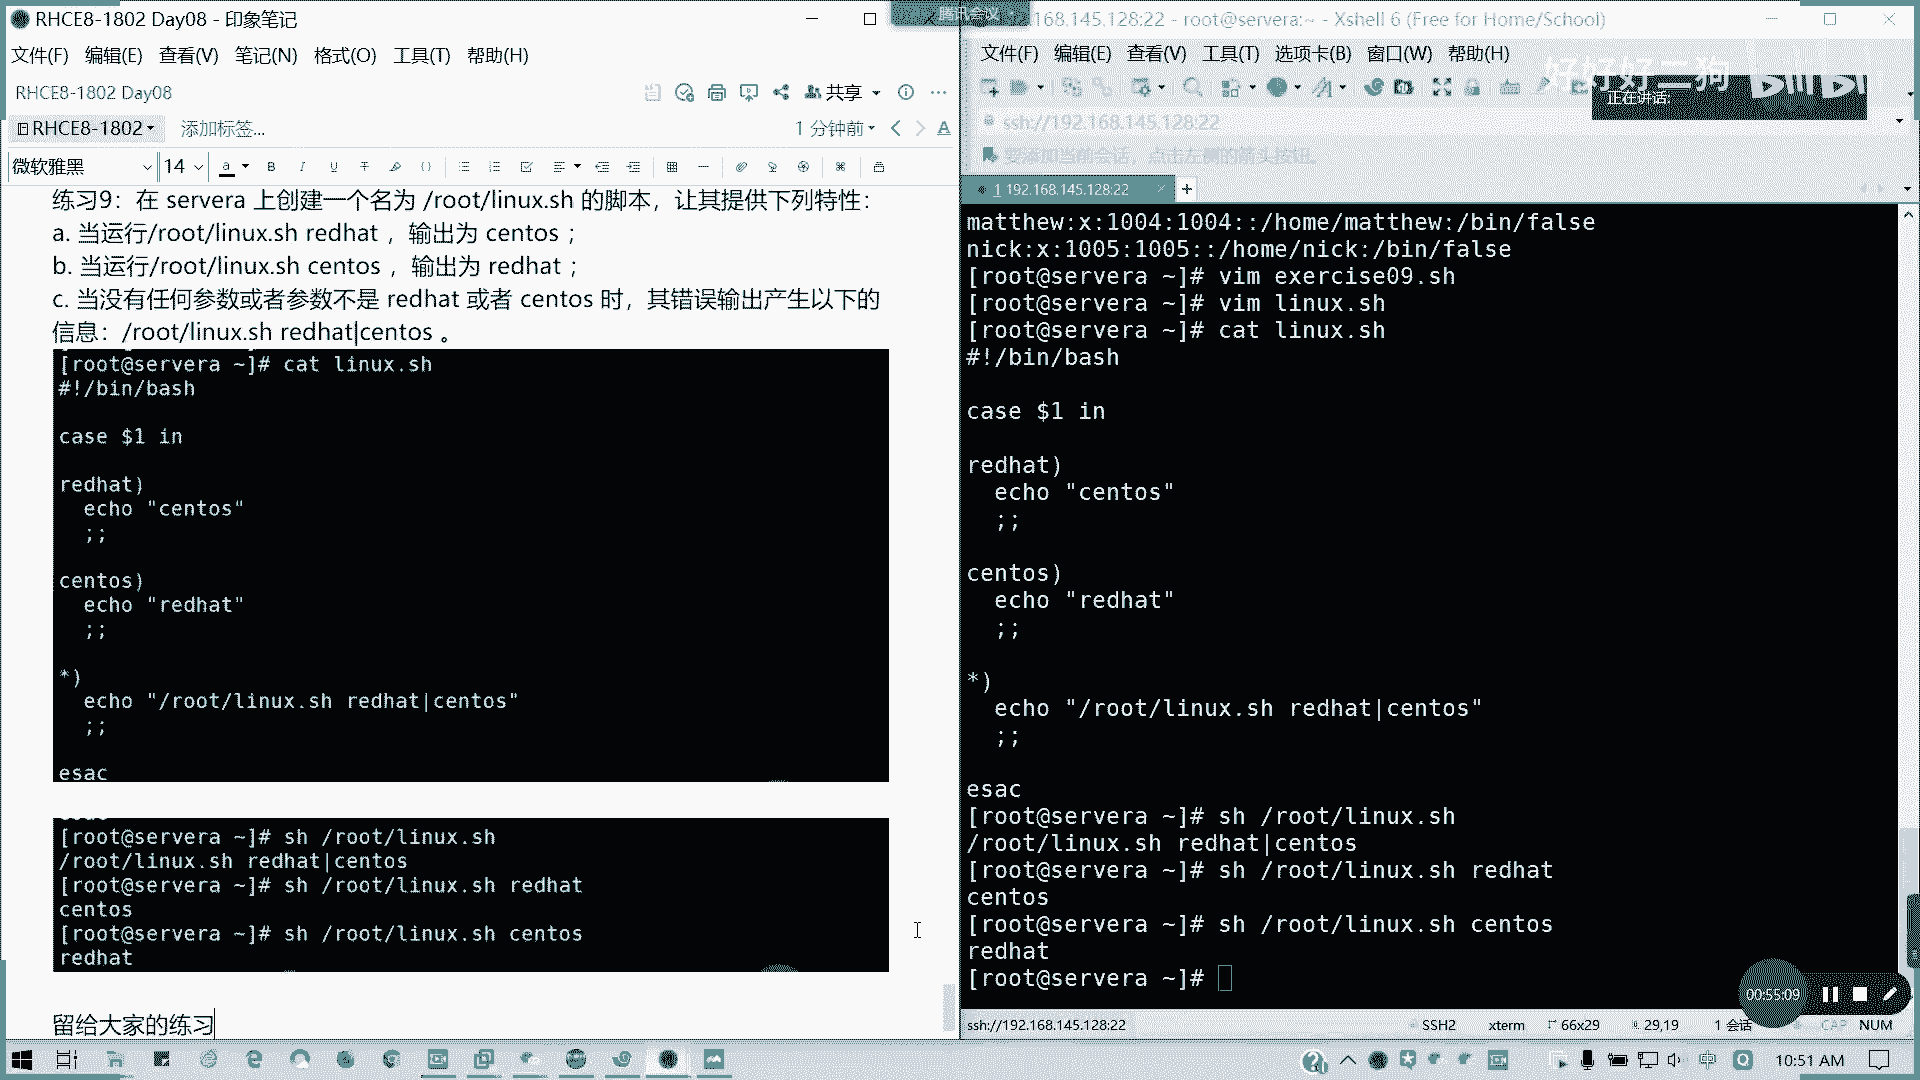 RHCE8-1802 Day08 - 印象笔记
文件(F) 编辑(E) 查看(V) 笔记(N) 格式(O) 工具(T) 帮助(H)
RHCE8-1802 Day08
共享
RHCE8-1802 添加标签...
1 分钟前
微软雅黑 14
练习9：在 servera 上创建一个名为 /root/linux.sh 的脚本，让其提供下列特性：
a. 当运行/root/linux.sh redhat ，输出为 centos ；
b. 当运行/root/linux.sh centos ，输出为 redhat ；
c. 当没有任何参数或者参数不是 redhat 或者 centos 时，其错误输出产生以下的
信息：/root/linux.sh redhat|centos 。
[root@servera ~]# cat linux.sh
#!/bin/bash
case $1 in
redhat)
echo "centos"
;;
centos)
echo "redhat"
;;
*)
echo "/root/linux.sh redhat|centos"
;;
esac
[root@servera ~]# sh /root/linux.sh
/root/linux.sh redhat|centos
[root@servera ~]# sh /root/linux.sh redhat
centos
[root@servera ~]# sh /root/linux.sh centos
redhat
留给大家的练习
腾讯会议
168.145.128:22 - root@servera:~ - Xshell 6 (Free for Home/School)
文件(F) 编辑(E) 查看(V) 工具(T) 选项卡(B) 窗口(W) 帮助(H)
好好好二狗
bilibili
正在讲话:
ssh://192.168.145.128:22
要添加当前会话，点击左侧的箭头按钮。
1 192.168.145.128:22
matthew:x:1004:1004::/home/matthew:/bin/false
nick:x:1005:1005::/home/nick:/bin/false
[root@servera ~]# vim exercise09.sh
[root@servera ~]# vim linux.sh
[root@servera ~]# cat linux.sh
#!/bin/bash
case $1 in
redhat)
echo "centos"
;;
centos)
echo "redhat"
;;
*)
echo "/root/linux.sh redhat|centos"
;;
esac
[root@servera ~]# sh /root/linux.sh
/root/linux.sh redhat|centos
[root@servera ~]# sh /root/linux.sh redhat
centos
[root@servera ~]# sh /root/linux.sh centos
redhat
[root@servera ~]#
00:55:09
ssh://192.168.145.128:22 SSH2 xterm 66x29 29,19 1 会话 CAP NUM
中 10:51 AM